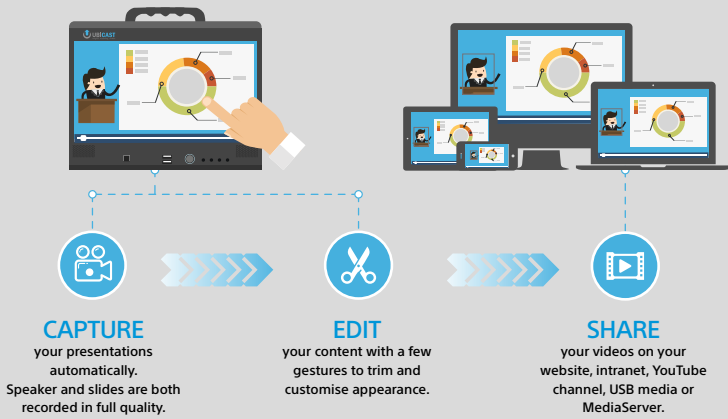 UBICAST
CAPTURE
your presentations
automatically.
Speaker and slides are both
recorded in full quality.
EDIT
your content with a few
gestures to trim and
customise appearance.
SHARE
your videos on your
website, intranet, YouTube
channel, USB media or
MediaServer.